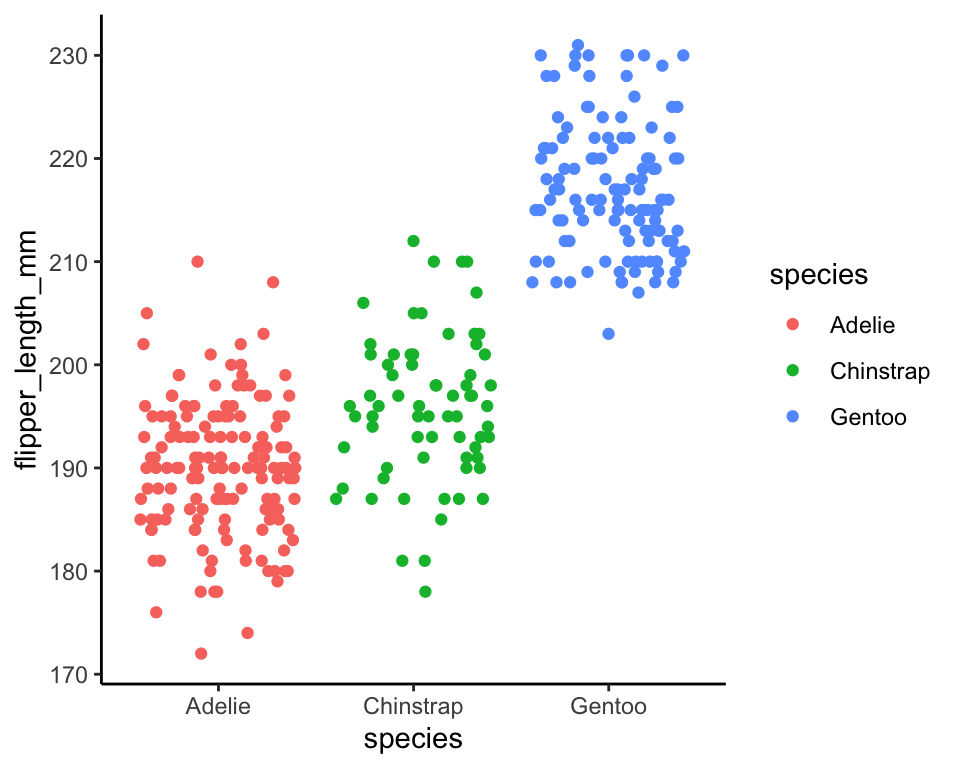 230
220
210
200
190
180
170
flipper_length_mm
Adelie
Chinstrap
Gentoo
species
species
Adelie
Chinstrap
Gentoo